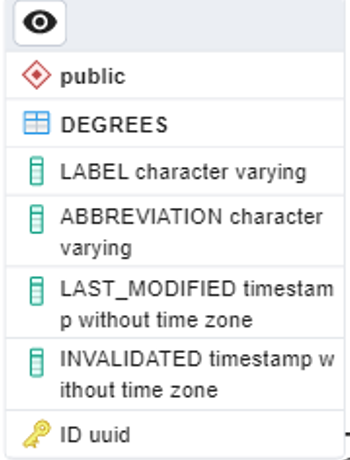 public
DEGREES
LABEL character varying
ABBREVIATION character
varying
LAST_MODIFIED timestam
p without time zone
INVALIDATED timestamp w
ithout time zone
ID uuid